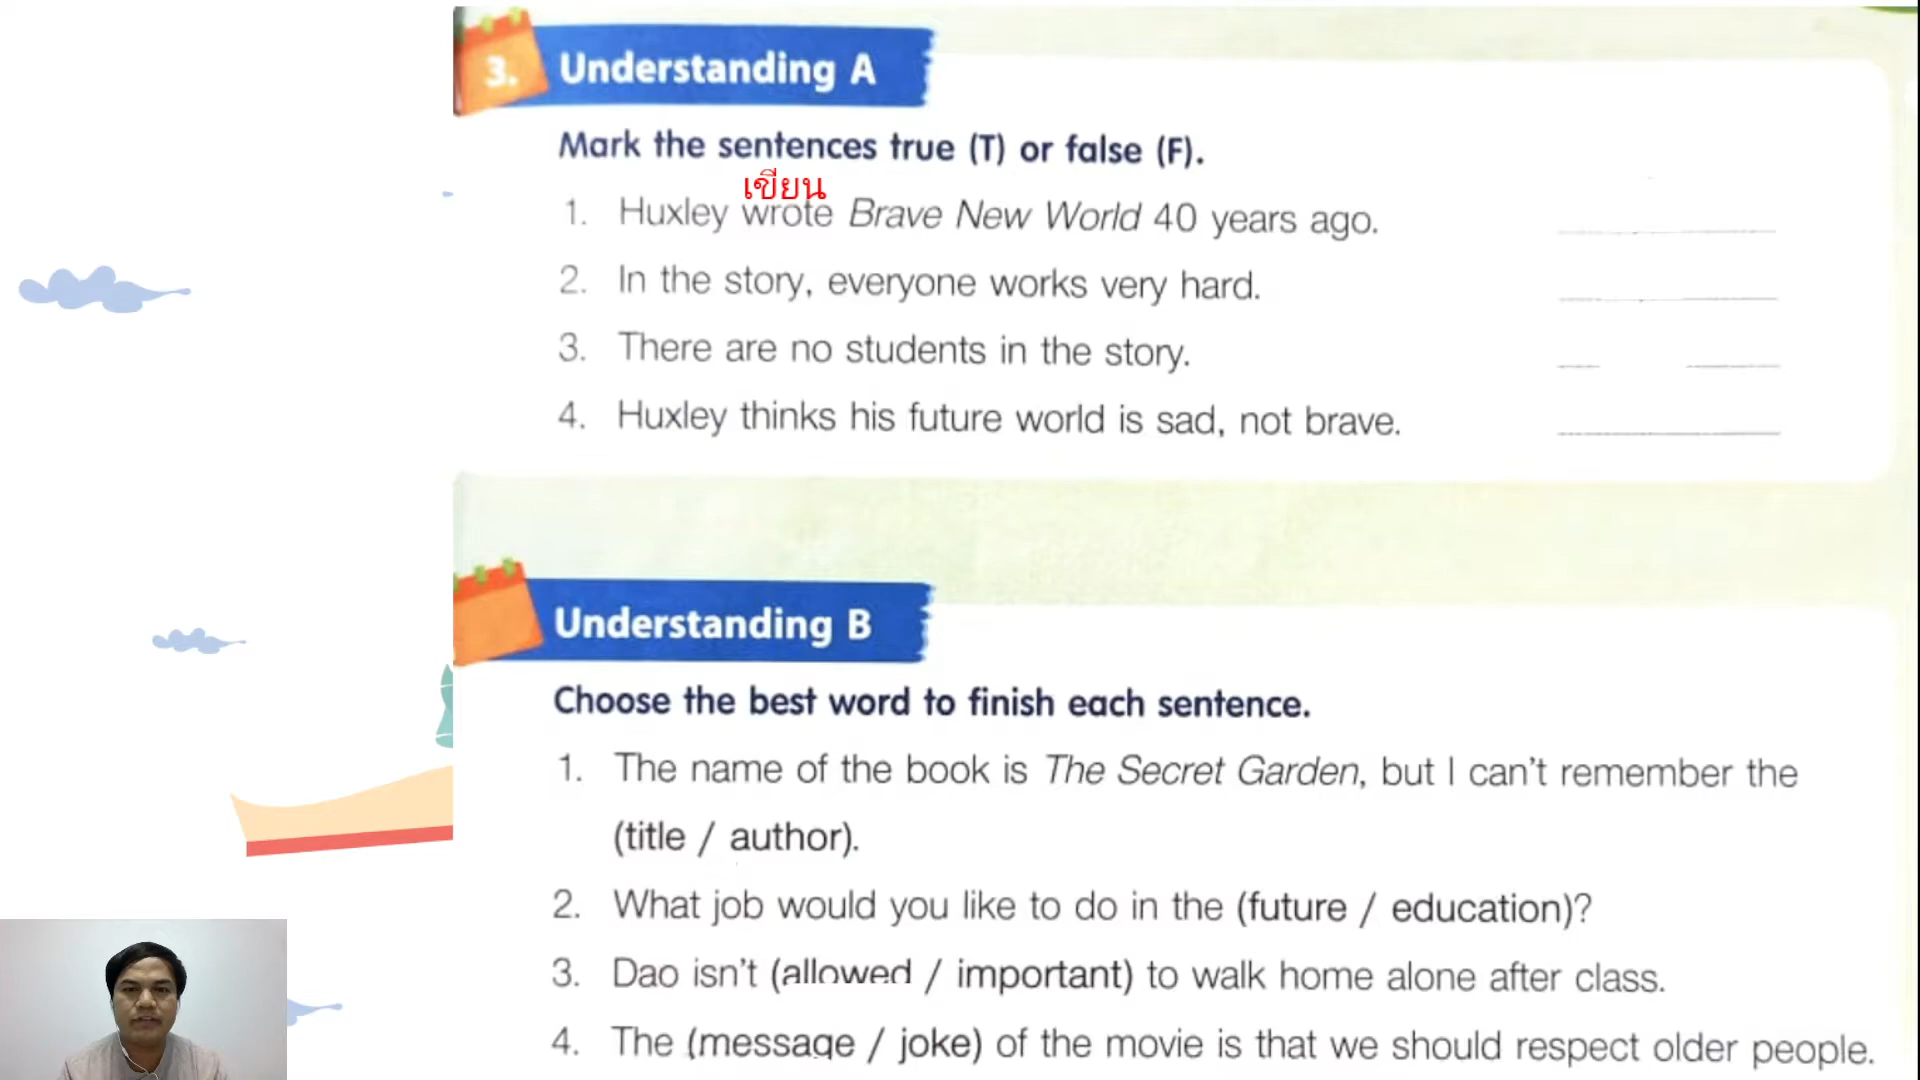 3. Understanding A
Mark the sentences true (T) or false (F).
เขียน
1. Huxley wrote Brave New World 40 years ago.
2. In the story, everyone works very hard.
3. There are no students in the story.
4. Huxley thinks his future world is sad, not brave.
Understanding B
Choose the best word to finish each sentence.
1. The name of the book is The Secret Garden, but I can't remember the
(title / author).
2. What job would you like to do in the (future / education)?
3. Dao isn't (allowed / important) to walk home alone after class.
4. The (message / joke) of the movie is that we should respect older people.